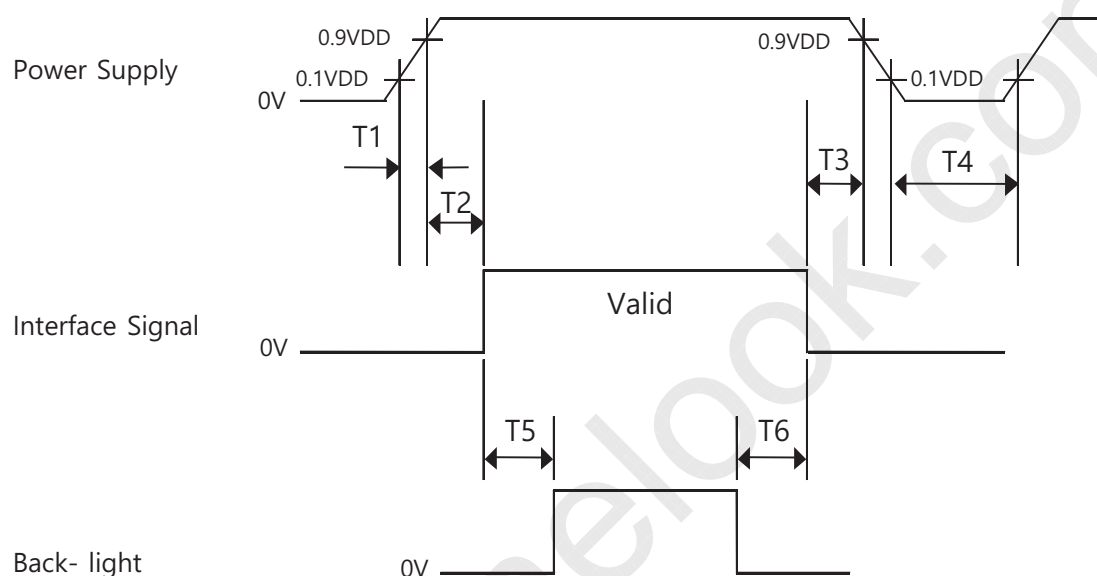 0.9VDD 0.9VDD
Power Supply 0.1VDD 0.1VDD
0V
T1 T3 T4
T2
Valid
Interface Signal
0V
T5 T6
Back- light 0V